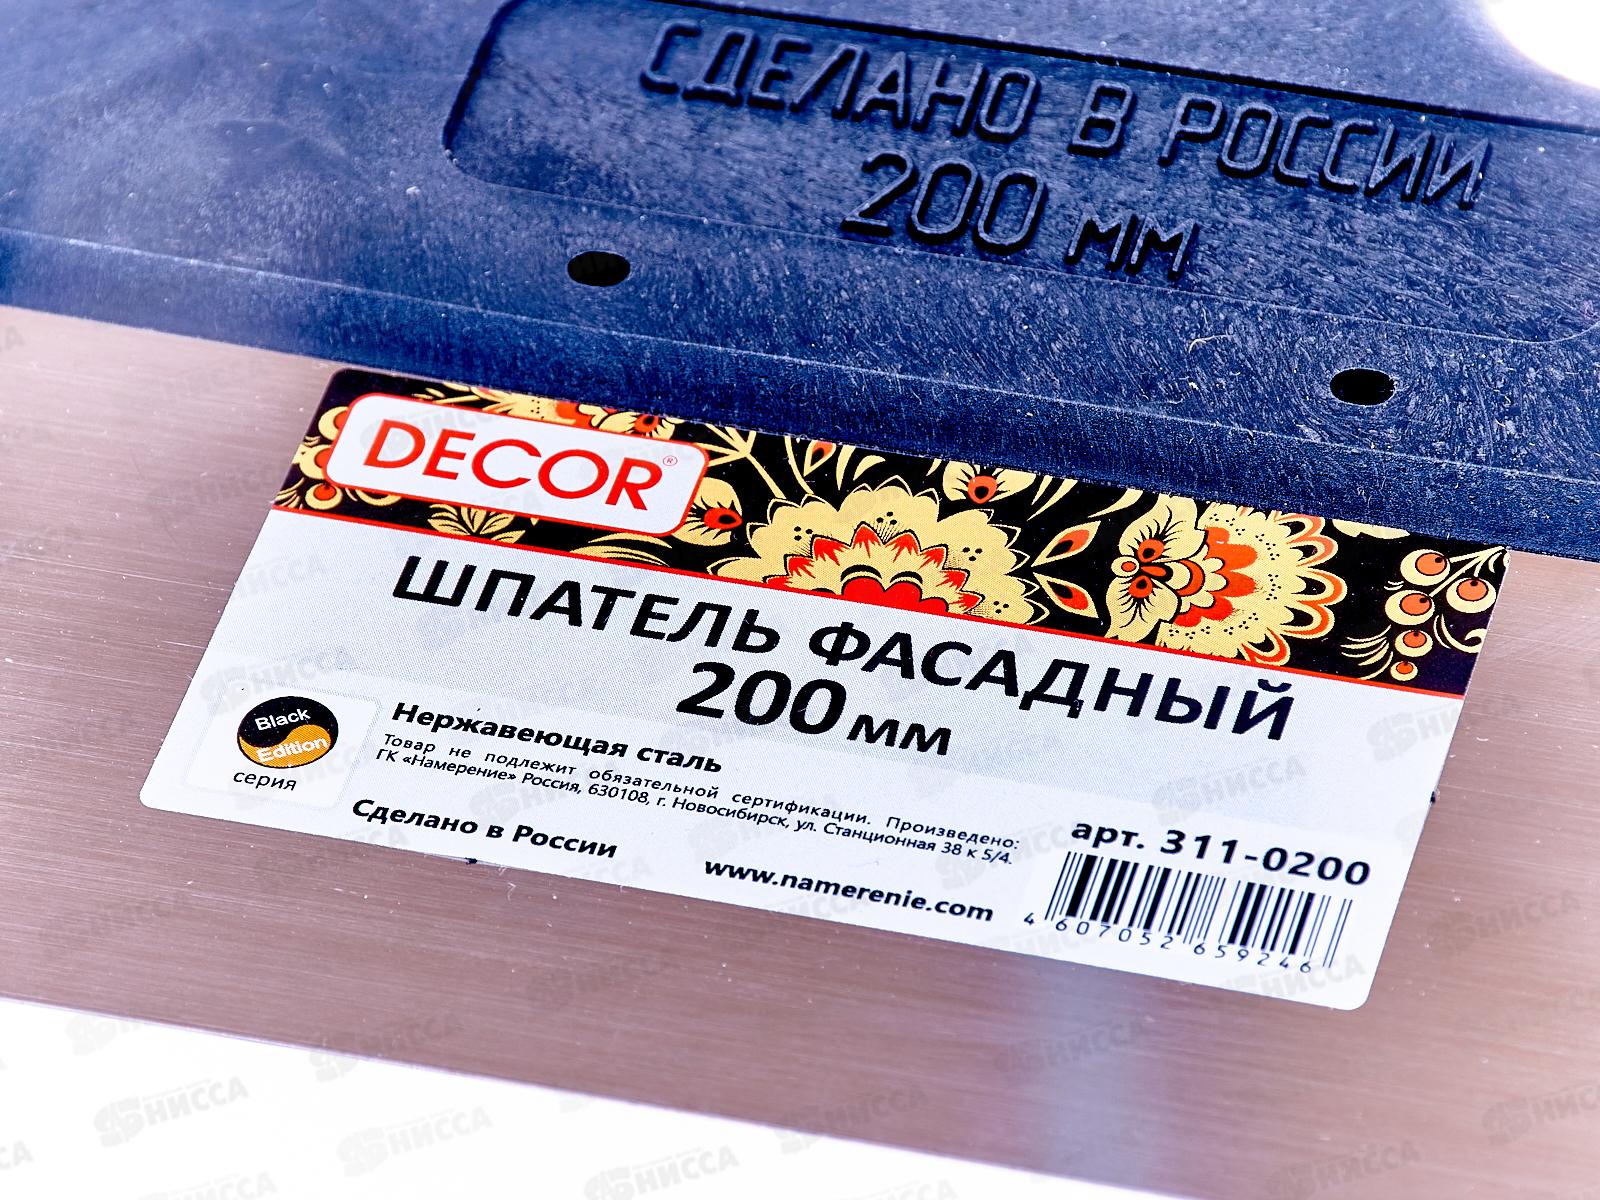 СДЕЛАНО В РОССИИ
200 мм
DECOR®
ШПАТЕЛЬ ФАСАДНЫЙ
200 мм
Black
Edition
серия
Нержавеющая сталь
Товар не подлежит обязательной сертификации. Произведено:
ГК «Намерение» Россия, 630108, г. Новосибирск, ул. Станционная 38 к 5/4.
Сделано в России
www.namerenie.com
арт. 311-0200
4 607052 659246
НИССА